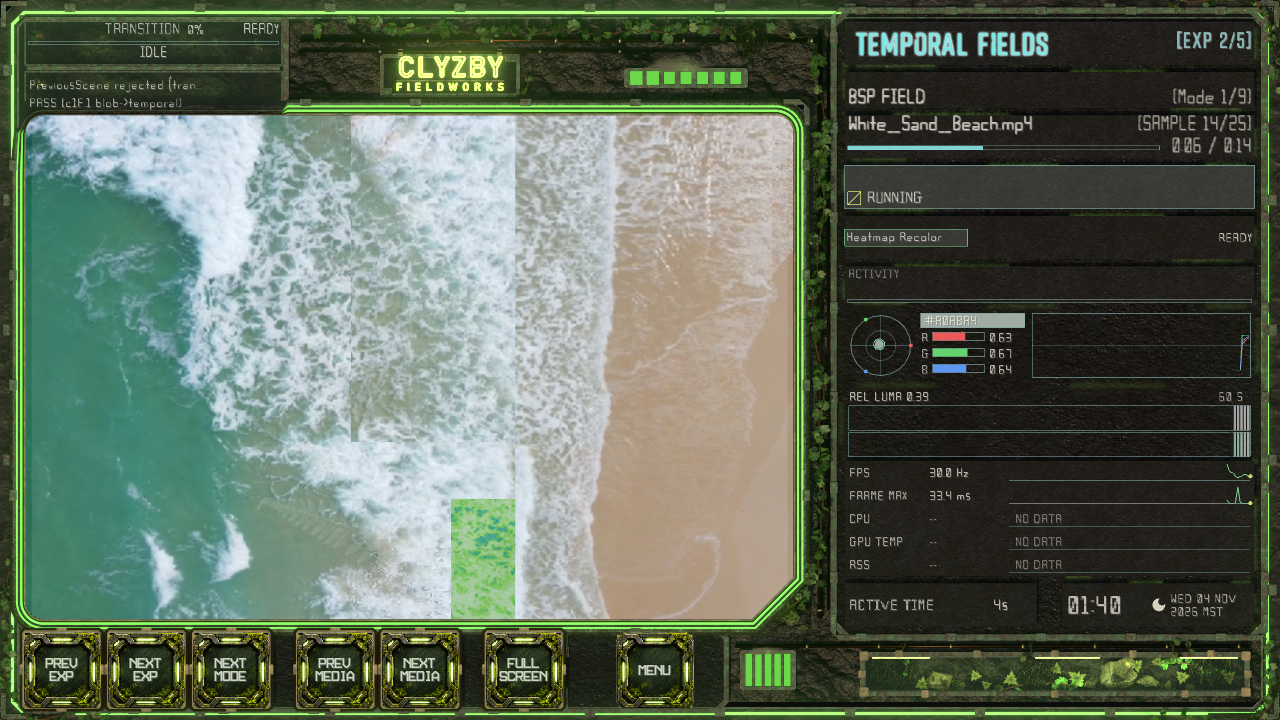 TRANSITION 0% READY
IDLE
PreviousScene rejected (tran
PASS (c1F1 blob->temporal)
CLYZBY
FIELDWORKS
TEMPORAL FIELDS [EXP 2/5]
BSP FIELD (Mode 1/9)
White_Sand_Beach.mp4 (SAMPLE 14/25)
0:06 / 0:14
RUNNING
Heatmap Recolor READY
ACTIVITY
#A0ABA4
R 0.63
G 0.67
B 0.64
REL LUMA 0.39 60 S
FPS 30.0 Hz
FRAME MAX 33.4 mS
CPU -- NO DATA
GPU TEMP -- NO DATA
RSS -- NO DATA
ACTIVE TIME 4s
01:40
WED 04 NOV
2026 MST
PREV
EXP
NEXT
EXP
NEXT
MODE
PREV
MEDIA
NEXT
MEDIA
FULL
SCREEN
MENU